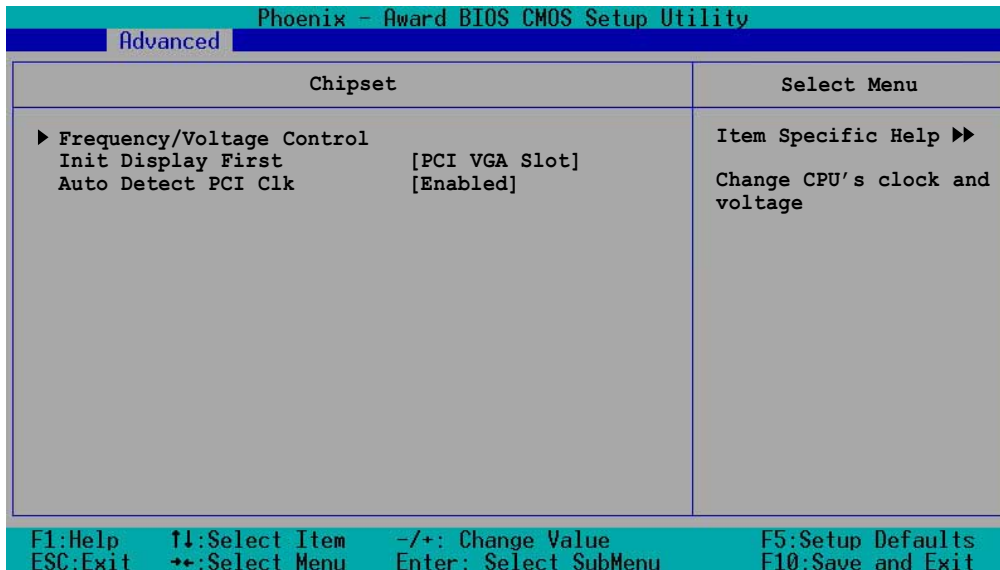 Phoenix - Award BIOS CMOS Setup Utility
Advanced
Chipset
Select Menu
▶ Frequency/Voltage Control
Init Display First [PCI VGA Slot]
Auto Detect PCI Clk [Enabled]
Item Specific Help ▶▶
Change CPU's clock and
voltage
F1:Help ↑↓:Select Item -/+: Change Value F5:Setup Defaults
ESC:Exit →←:Select Menu Enter: Select SubMenu F10:Save and Exit